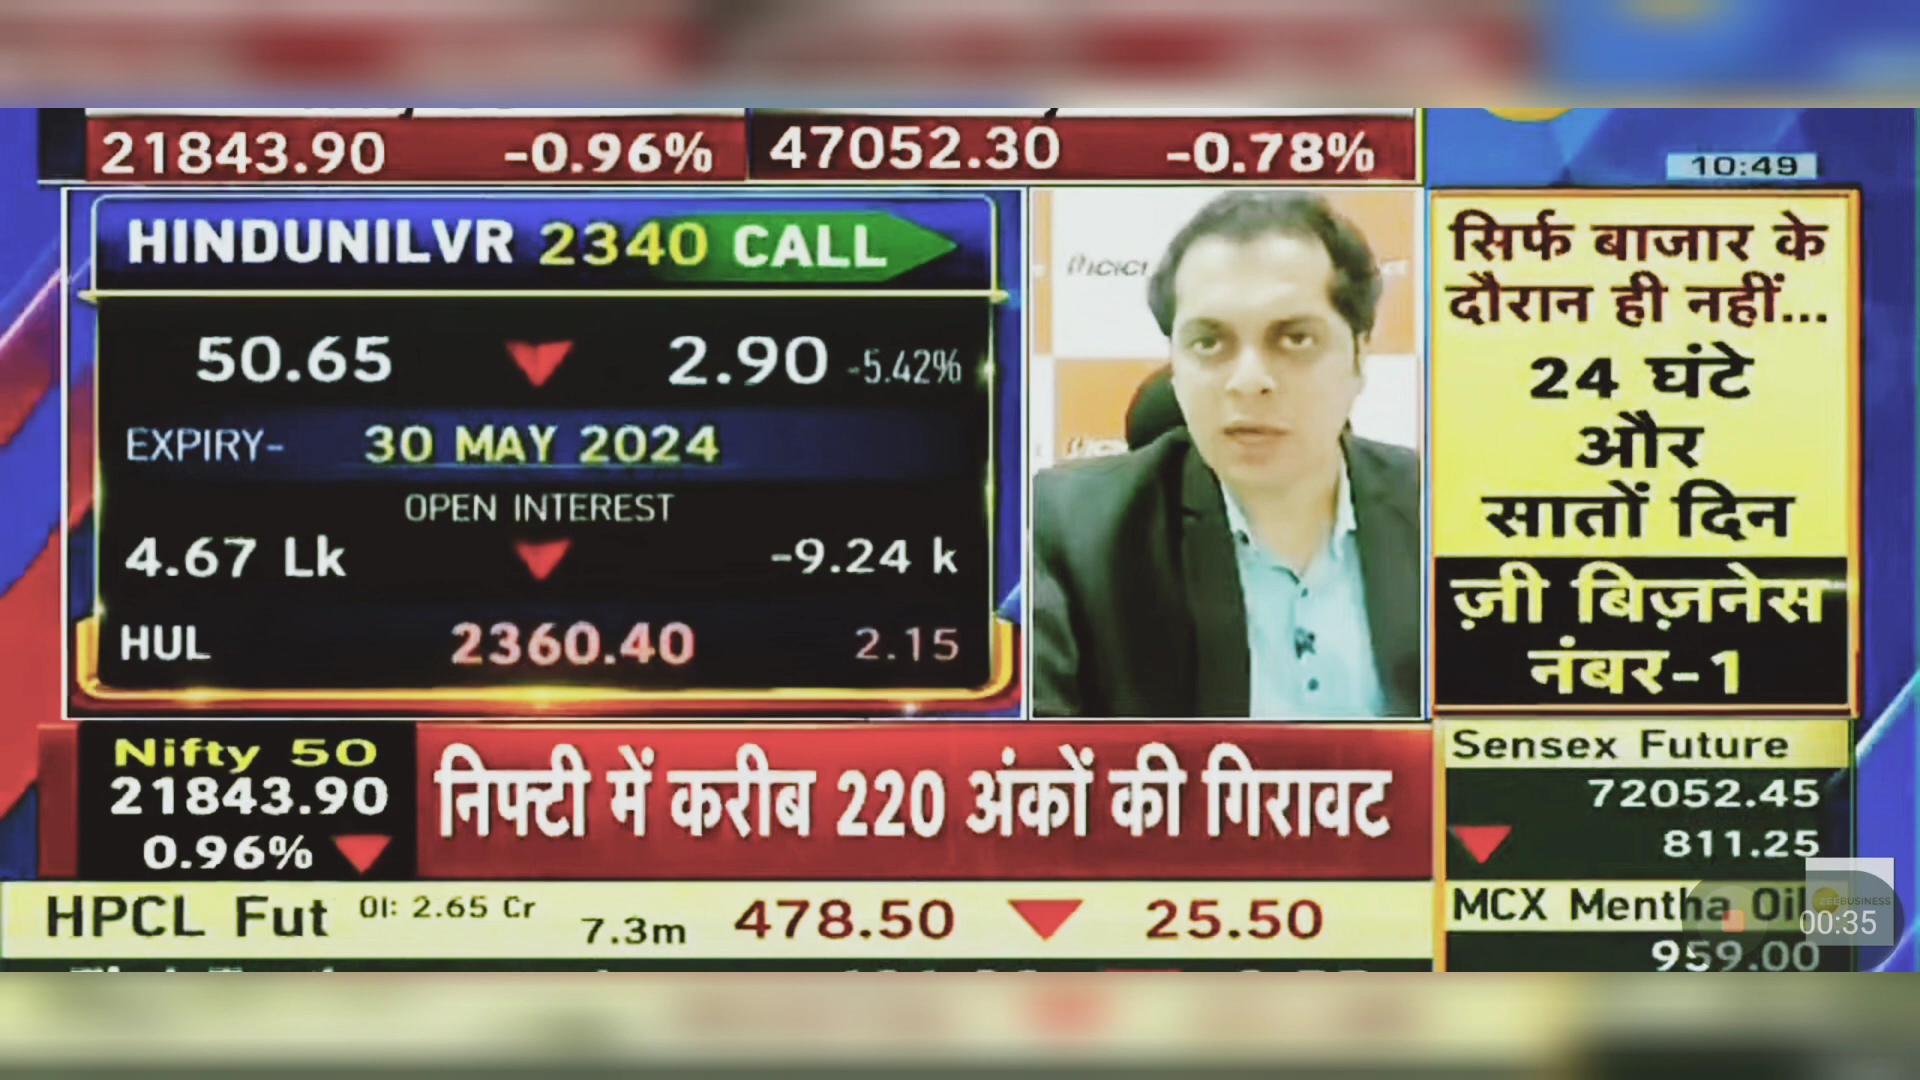 21843.90 -0.96% 47052.30 -0.78%
10:49
HINDUNILVR 2340 CALL
50.65 2.90 -5.42%
EXPIRY- 30 MAY 2024
OPEN INTEREST
4.67 Lk -9.24 k
HUL 2360.40 2.15
ICICI
सिर्फ बाजार के
दौरान ही नहीं...
24 घंटे
और
सातों दिन
ज़ी बिज़नेस
नंबर-1
Nifty 50
21843.90
0.96%
निफ्टी में करीब 220 अंकों की गिरावट
Sensex Future
72052.45
811.25
MCX Mentha Oil
959.00
ZEEBUSINESS
00:35
HPCL Fut OI: 2.65 Cr 7.3m 478.50 25.50